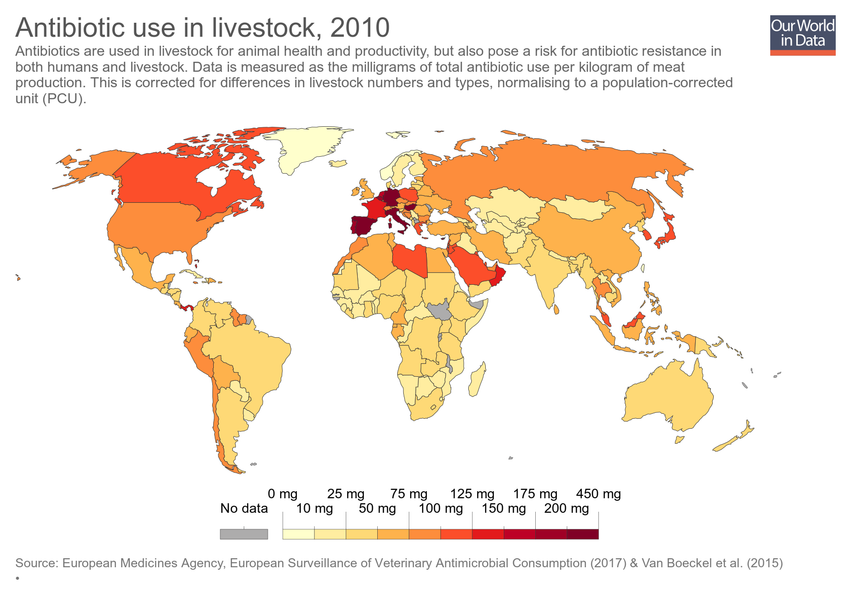 Antibiotic use in livestock, 2010
Our World
in Data
Antibiotics are used in livestock for animal health and productivity, but also pose a risk for antibiotic resistance in
both humans and livestock. Data is measured as the milligrams of total antibiotic use per kilogram of meat
production. This is corrected for differences in livestock numbers and types, normalising to a population-corrected
unit (PCU).
0 mg 25 mg 75 mg 125 mg 175 mg 450 mg
No data 10 mg 50 mg 100 mg 150 mg 200 mg
Source: European Medicines Agency, European Surveillance of Veterinary Antimicrobial Consumption (2017) & Van Boeckel et al. (2015)
•